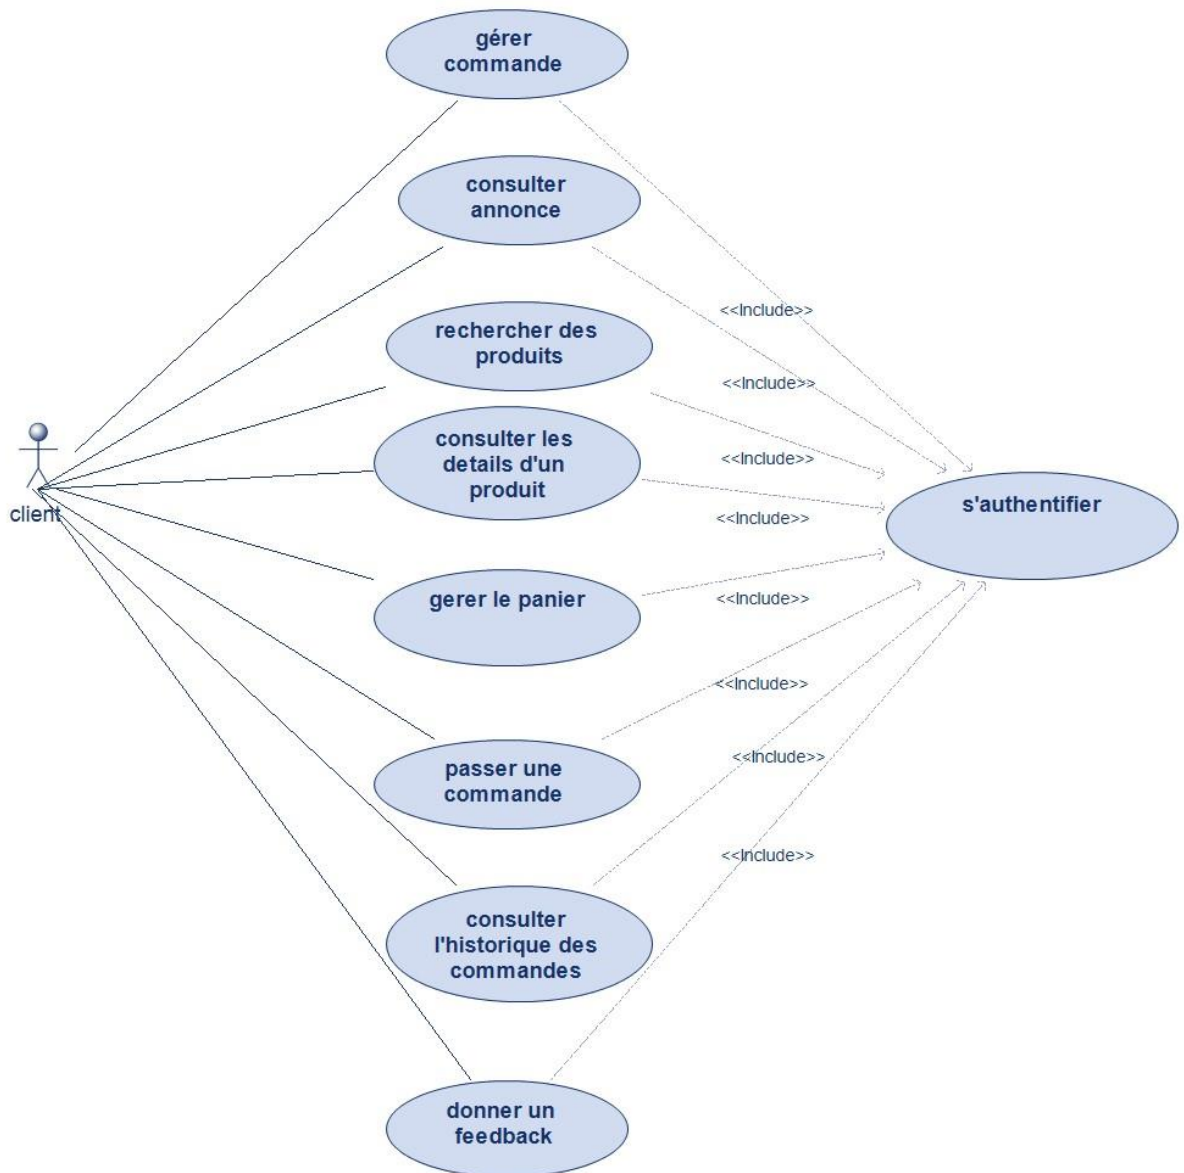 gérer
commande
consulter
annonce
<<Include>>
rechercher des
produits
<<Include>>
consulter les
details d'un
produit
<<Include>>
s'authentifier
client
<<Include>>
gerer le panier
<<Include>>
<<Include>>
passer une
commande
<<Include>>
<<Include>>
consulter
l'historique des
commandes
donner un
feedback